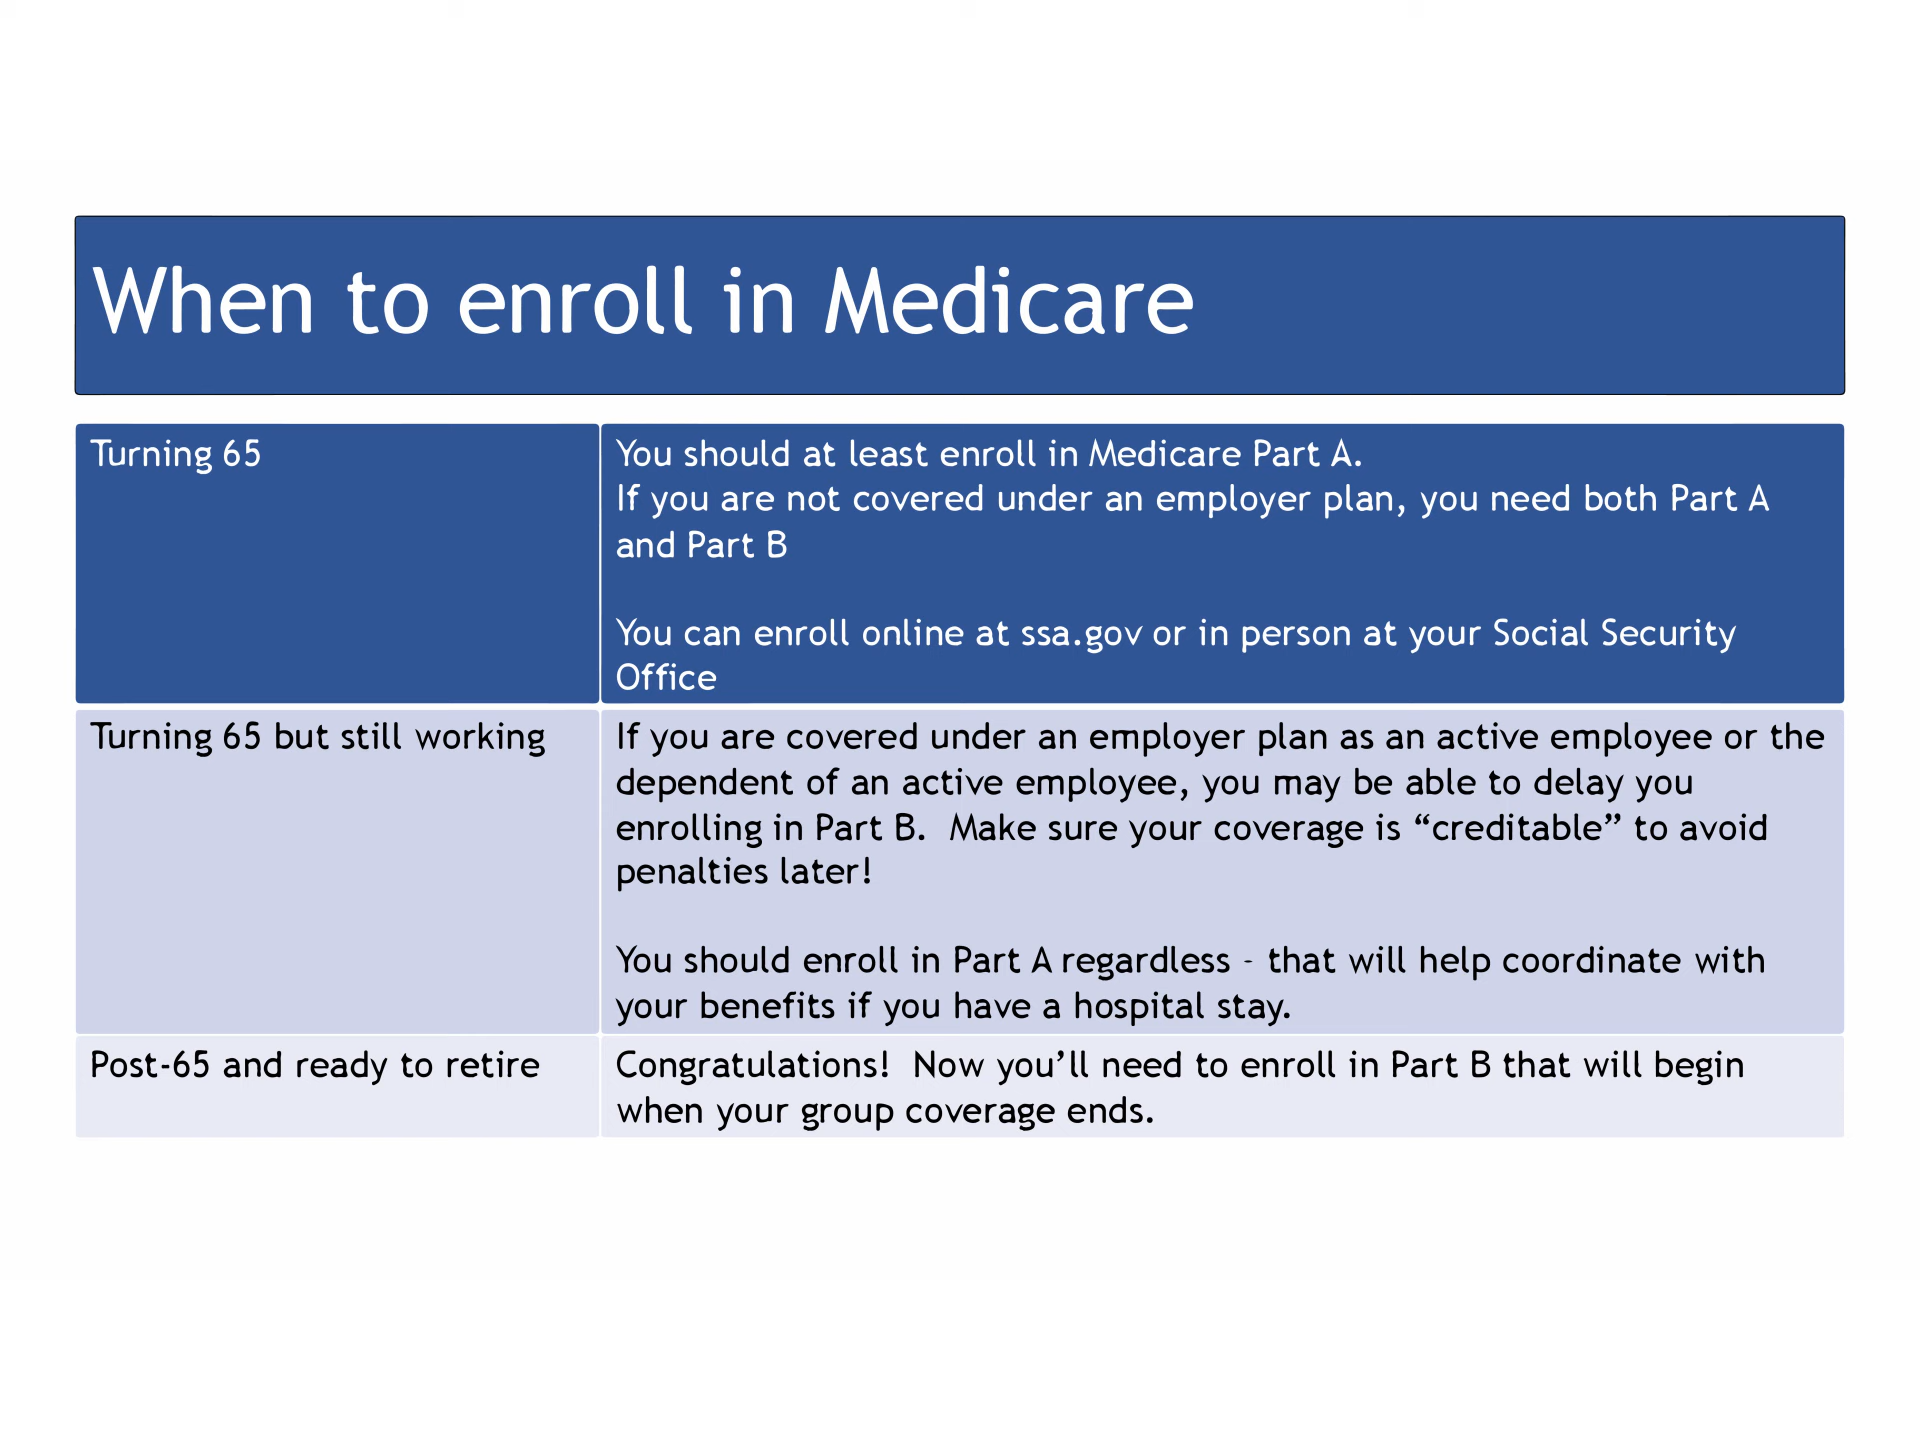 When to enroll in Medicare
Turning 65
You should at least enroll in Medicare Part A.
If you are not covered under an employer plan, you need both Part A
and Part B
You can enroll online at ssa.gov or in person at your Social Security
Office
Turning 65 but still working
If you are covered under an employer plan as an active employee or the
dependent of an active employee, you may be able to delay you
enrolling in Part B.  Make sure your coverage is “creditable” to avoid
penalties later!
You should enroll in Part A regardless - that will help coordinate with
your benefits if you have a hospital stay.
Post-65 and ready to retire
Congratulations!  Now you’ll need to enroll in Part B that will begin
when your group coverage ends.